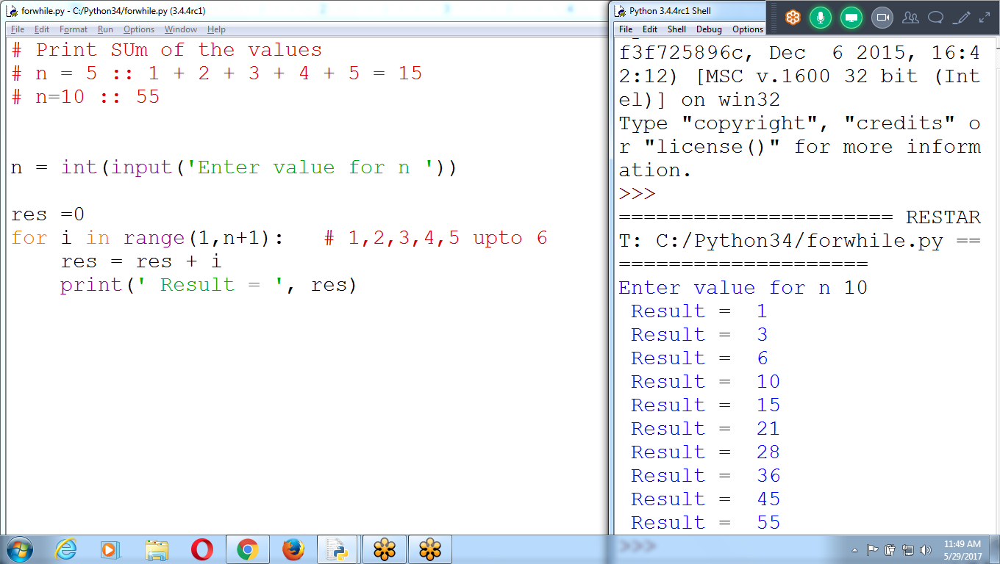 forwhile.py - C:/Python34/forwhile.py (3.4.4rc1)
File Edit Format Run Options Window Help
# Print SUm of the values
# n = 5 :: 1 + 2 + 3 + 4 + 5 = 15
# n=10 :: 55
n = int(input('Enter value for n '))
res =0
for i in range(1,n+1):   # 1,2,3,4,5 upto 6
    res = res + i
    print(' Result = ', res)
Python 3.4.4rc1 Shell
File Edit Shell Debug Options
f3f725896c, Dec  6 2015, 16:4
2:12) [MSC v.1600 32 bit (Int
el)] on win32
Type "copyright", "credits" o
r "license()" for more inform
ation.
>>>
====================== RESTAR
T: C:/Python34/forwhile.py ==
====================
Enter value for n 10
 Result =  1
 Result =  3
 Result =  6
 Result =  10
 Result =  15
 Result =  21
 Result =  28
 Result =  36
 Result =  45
 Result =  55
>>>
11:49 AM
5/29/2017